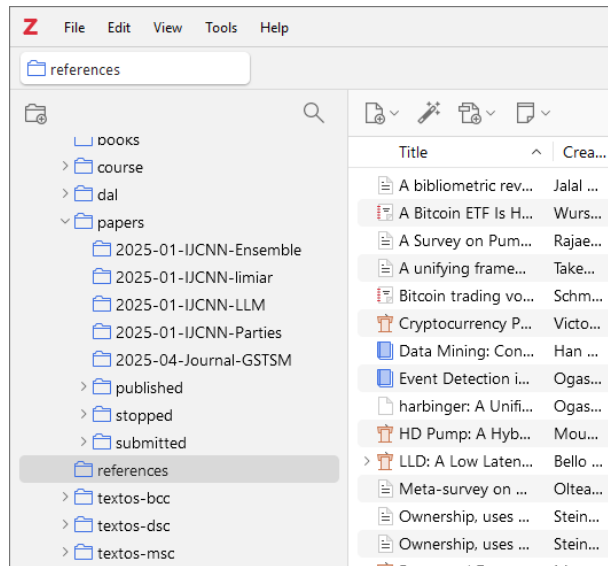 Z File Edit View Tools Help
references
books
course
dal
papers
2025-01-IJCNN-Ensemble
2025-01-IJCNN-limiar
2025-01-IJCNN-LLM
2025-01-IJCNN-Parties
2025-04-Journal-GSTSM
published
stopped
submitted
references
textos-bcc
textos-dsc
textos-msc
Title Crea...
A bibliometric rev... Jalal ...
A Bitcoin ETF Is H... Wurs...
A Survey on Pum... Rajae...
A unifying frame... Take...
Bitcoin trading vo... Schm...
Cryptocurrency P... Victo...
Data Mining: Con... Han ...
Event Detection i... Ogas...
harbinger: A Unifi... Ogas...
HD Pump: A Hyb... Mou...
LLD: A Low Laten... Bello ...
Meta-survey on ... Oltea...
Ownership, uses ... Stein...
Ownership, uses ... Stein...